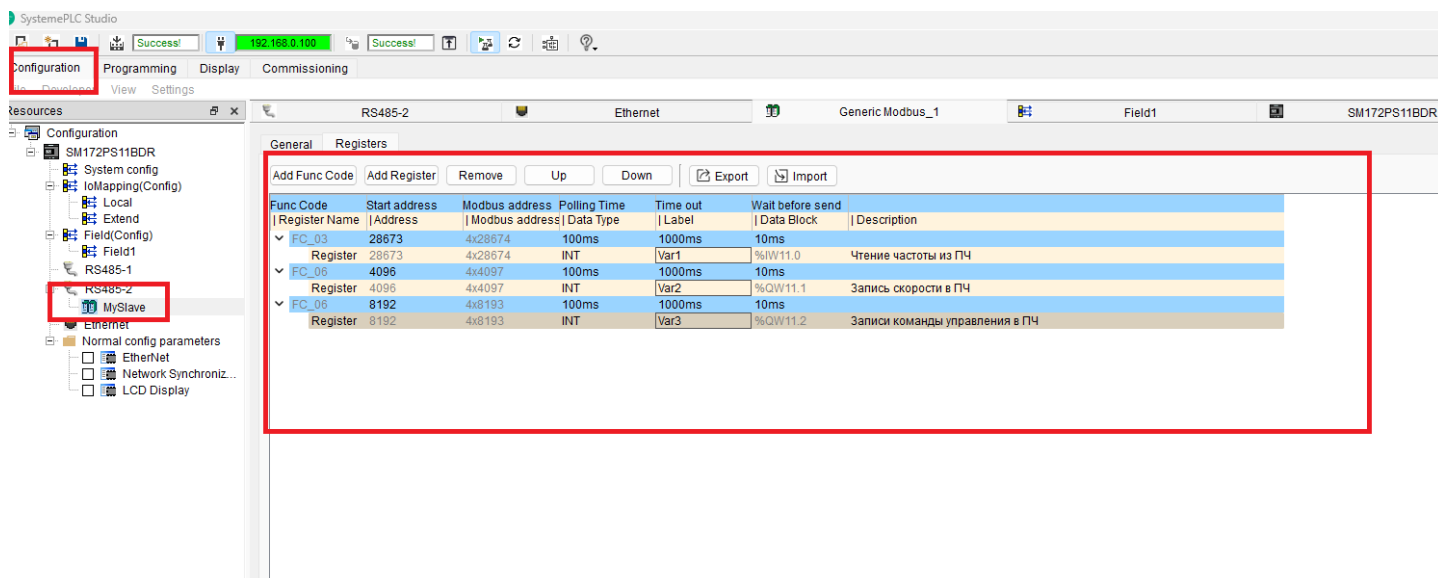 SystemePLC Studio
Success! 192.168.0.100 Success!
Configuration Programming Display Commissioning
File Developer View Settings
Resources
RS485-2 Ethernet Generic Modbus_1 Field1 SM172PS11BDR
Configuration
SM172PS11BDR
System config
IoMapping(Config)
Local
Extend
Field(Config)
Field1
RS485-1
RS485-2
MySlave
Ethernet
Normal config parameters
EtherNet
Network Synchroniz...
LCD Display
General Registers
Add Func Code Add Register Remove Up Down Export Import
Func Code Start address Modbus address Polling Time Time out Wait before send
| Register Name | Address | Modbus address | Data Type | Label | Data Block | Description
FC_03 28673 4x28674 100ms 1000ms 10ms
Register 28673 4x28674 INT Var1 %IW11.0 Чтение частоты из ПЧ
FC_06 4096 4x4097 100ms 1000ms 10ms
Register 4096 4x4097 INT Var2 %QW11.1 Запись скорости в ПЧ
FC_06 8192 4x8193 100ms 1000ms 10ms
Register 8192 4x8193 INT Var3 %QW11.2 Записи команды управления в ПЧ